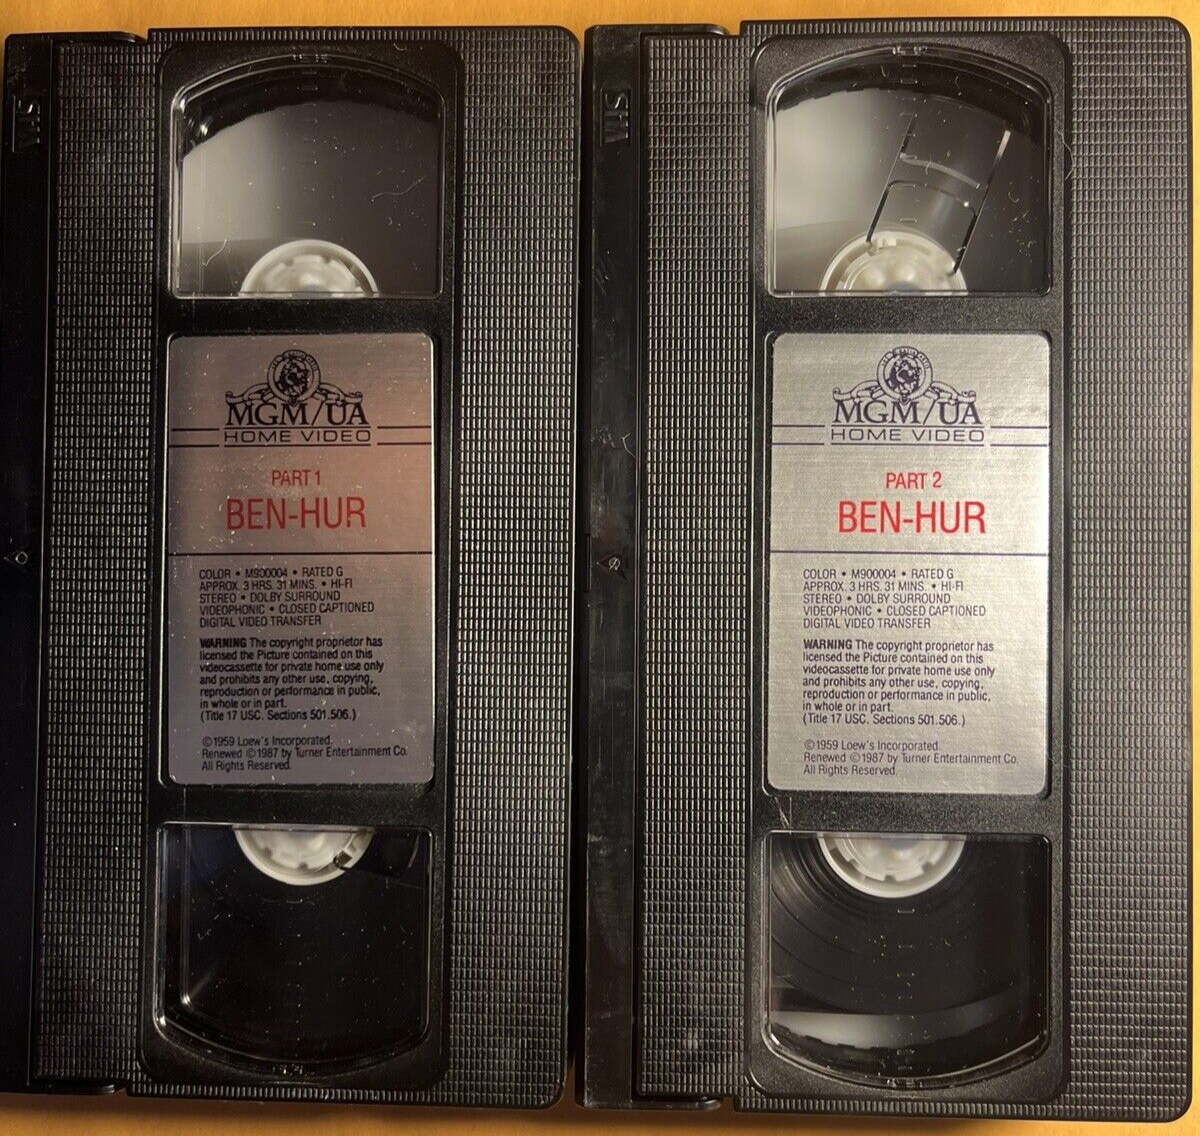 VHS
MGM/UA
HOME VIDEO
PART 1
BEN-HUR
COLOR • M900004 • RATED G
APPROX. 3 HRS. 31 MINS. • HI-FI
STEREO • DOLBY SURROUND
VIDEOPHONIC • CLOSED CAPTIONED
DIGITAL VIDEO TRANSFER
WARNING The copyright proprietor has
licensed the Picture contained on this
videocassette for private home use only
and prohibits any other use, copying,
reproduction or performance in public,
in whole or in part.
(Title 17 USC. Sections 501.506.)
©1959 Loew's Incorporated.
Renewed ©1987 by Turner Entertainment Co.
All Rights Reserved.
VHS
MGM/UA
HOME VIDEO
PART 2
BEN-HUR
COLOR • M900004 • RATED G
APPROX. 3 HRS. 31 MINS. • HI-FI
STEREO • DOLBY SURROUND
VIDEOPHONIC • CLOSED CAPTIONED
DIGITAL VIDEO TRANSFER
WARNING The copyright proprietor has
licensed the Picture contained on this
videocassette for private home use only
and prohibits any other use, copying,
reproduction or performance in public,
in whole or in part.
(Title 17 USC. Sections 501.506.)
©1959 Loew's Incorporated.
Renewed ©1987 by Turner Entertainment Co.
All Rights Reserved.